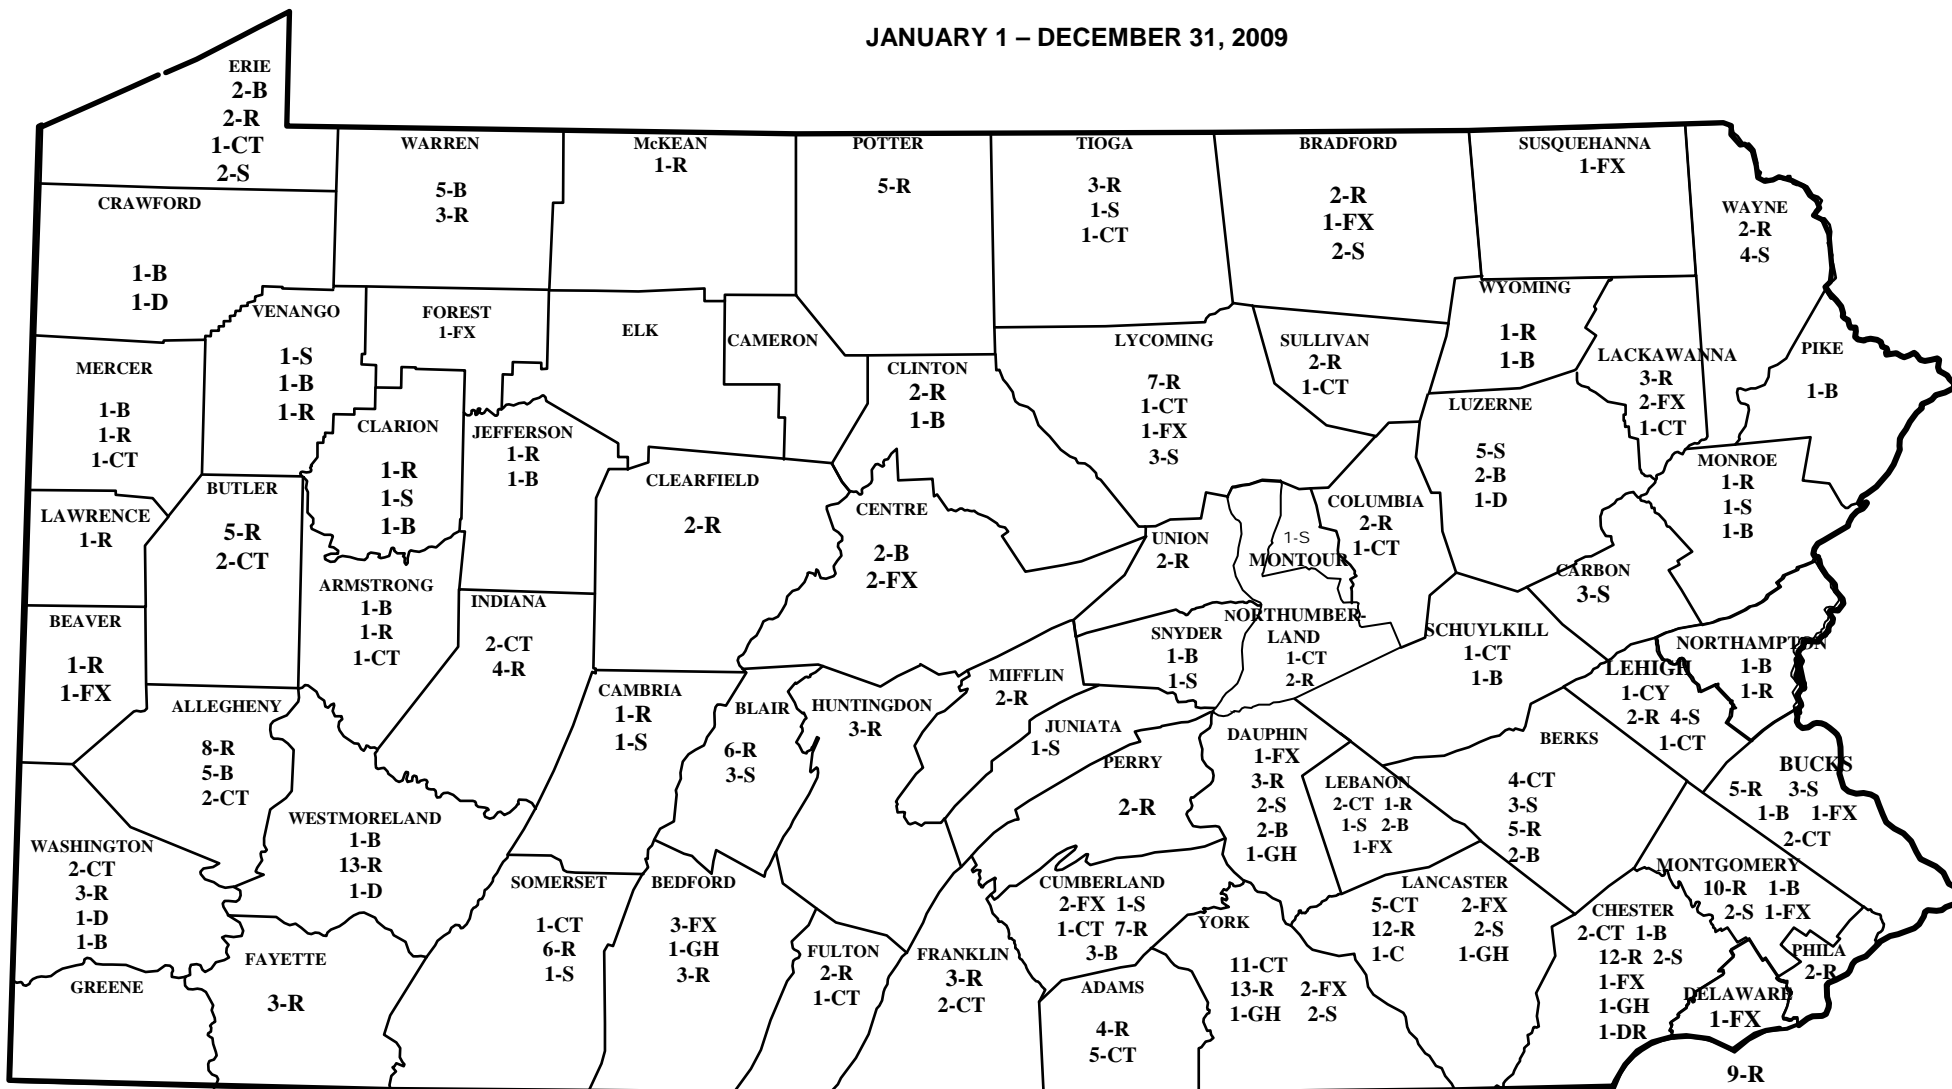 JANUARY 1 – DECEMBER 31, 2009
ERIE
2-B
2-R
1-CT
2-S
WARREN
5-B
3-R
McKEAN
1-R
POTTER
5-R
TIOGA
3-R
1-S
1-CT
BRADFORD
2-R
1-FX
2-S
SUSQUEHANNA
1-FX
WAYNE
2-R
4-S
CRAWFORD
1-B
1-D
VENANGO
1-S
1-B
1-R
FOREST
1-FX
ELK
CAMERON
CLINTON
2-R
1-B
LYCOMING
7-R
1-CT
1-FX
3-S
SULLIVAN
2-R
1-CT
WYOMING
1-R
1-B
LACKAWANNA
3-R
2-FX
1-CT
PIKE
1-B
MERCER
1-B
1-R
1-CT
CLARION
1-R
1-S
1-B
JEFFERSON
1-R
1-B
CLEARFIELD
2-R
CENTRE
2-B
2-FX
UNION
2-R
1-S
MONTOUR
COLUMBIA
2-R
1-CT
LUZERNE
5-S
2-B
1-D
MONROE
1-R
1-S
1-B
LAWRENCE
1-R
BUTLER
5-R
2-CT
ARMSTRONG
1-B
1-R
1-CT
INDIANA
2-CT
4-R
CARBON
3-S
BEAVER
1-R
1-FX
SNYDER
1-B
1-S
NORTHUMBER-
LAND
1-CT
2-R
SCHUYLKILL
1-CT
1-B
LEHIGH
1-CY
2-R 4-S
1-CT
NORTHAMPTON
1-B
1-R
ALLEGHENY
8-R
5-B
2-CT
CAMBRIA
1-R
1-S
BLAIR
6-R
3-S
HUNTINGDON
3-R
MIFFLIN
2-R
JUNIATA
1-S
PERRY
2-R
DAUPHIN
1-FX
3-R
2-S
2-B
1-GH
LEBANON
2-CT 1-R
1-S 2-B
1-FX
BERKS
4-CT
3-S
5-R
2-B
BUCKS
5-R 3-S
1-B 1-FX
2-CT
WASHINGTON
2-CT
3-R
1-D
1-B
WESTMORELAND
1-B
13-R
1-D
SOMERSET
1-CT
6-R
1-S
BEDFORD
3-FX
1-GH
3-R
FULTON
2-R
1-CT
FRANKLIN
3-R
2-CT
CUMBERLAND
2-FX 1-S
1-CT 7-R
3-B
YORK
11-CT
13-R 2-FX
1-GH 2-S
LANCASTER
5-CT 2-FX
12-R 2-S
1-C 1-GH
CHESTER
2-CT 1-B
12-R 2-S
1-FX
1-GH
1-DR
MONTGOMERY
10-R 1-B
2-S 1-FX
PHILA
2-R
DELAWARE
1-FX
9-R
GREENE
FAYETTE
3-R
ADAMS
4-R
5-CT